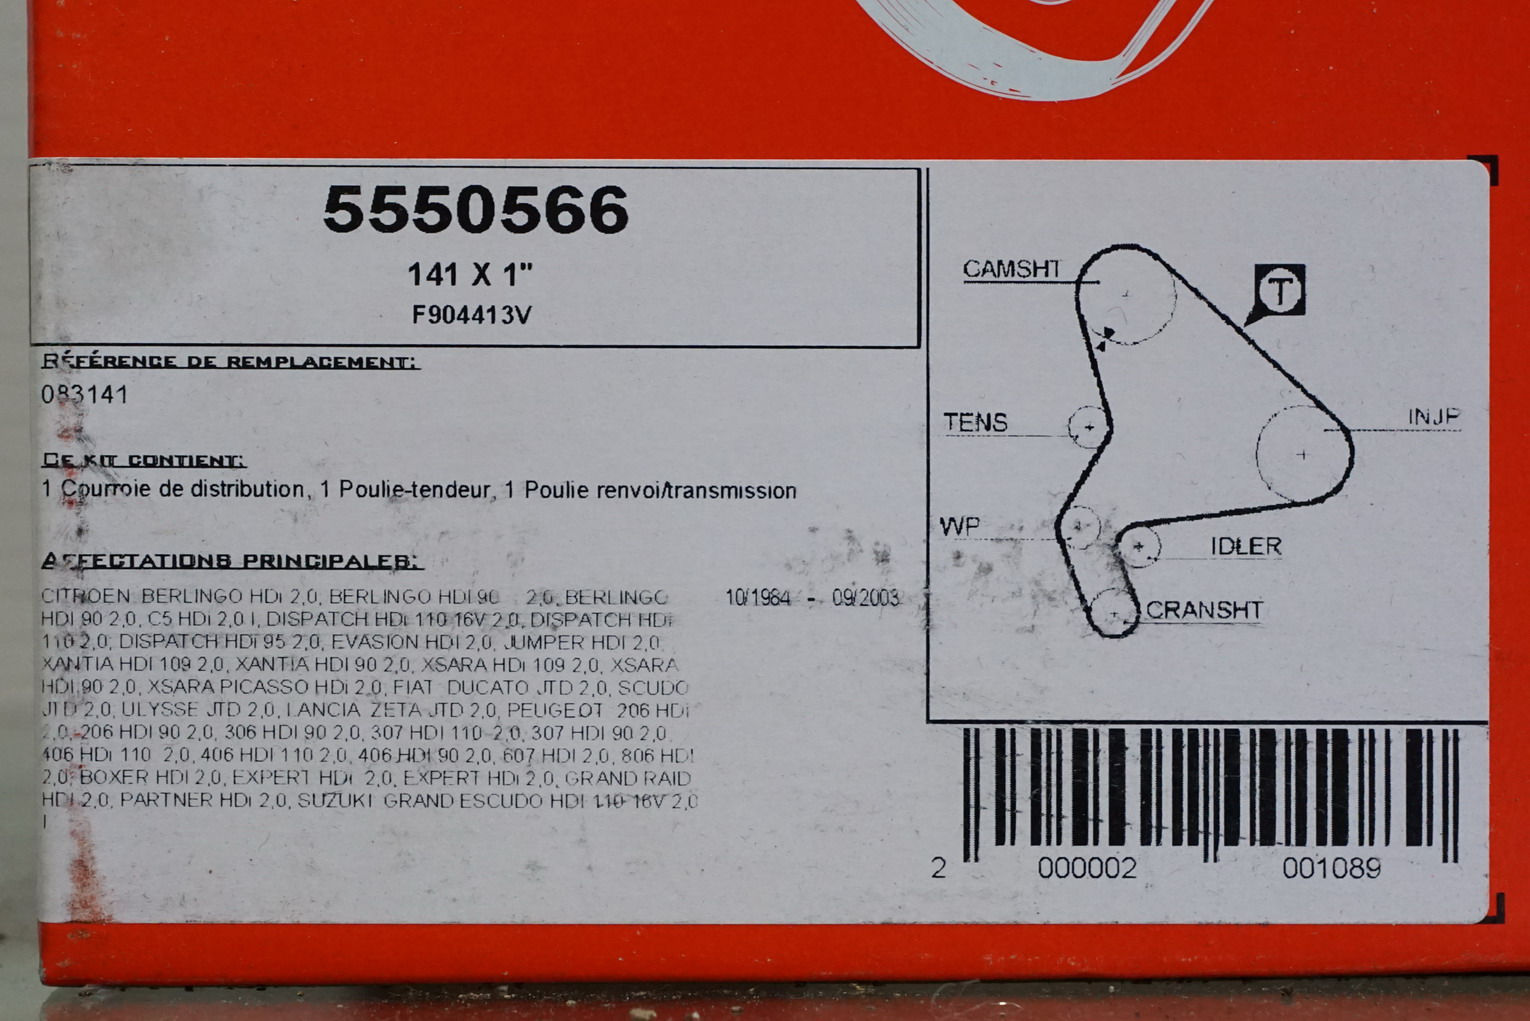 5550566
141 X 1"
F904413V
RÉFÉRENCE DE REMPLACEMENT:
083141
CE KIT CONTIENT:
1 Courroie de distribution, 1 Poulie-tendeur, 1 Poulie renvoi/transmission
AFFECTATIONS PRINCIPALES:
CITROEN BERLINGO HDi 2,0, BERLINGO HDI 90 2,0, BERLINGO 10/1984 - 09/2003
HDI 90 2,0, C5 HDi 2,0 I, DISPATCH HDi 110 16V 2,0, DISPATCH HDi
110 2,0, DISPATCH HDi 95 2,0, EVASION HDI 2,0, JUMPER HDI 2,0,
XANTIA HDI 109 2,0, XANTIA HDI 90 2,0, XSARA HDi 109 2,0, XSARA
HDI 90 2,0, XSARA PICASSO HDi 2,0, FIAT DUCATO JTD 2,0, SCUDO
JTD 2,0, ULYSSE JTD 2,0, LANCIA ZETA JTD 2,0, PEUGEOT 206 HDi
2,0, 206 HDI 90 2,0, 306 HDI 90 2,0, 307 HDI 110 2,0, 307 HDI 90 2,0,
406 HDi 110 2,0, 406 HDI 110 2,0, 406 HDI 90 2,0, 607 HDI 2,0, 806 HDI
2,0, BOXER HDI 2,0, EXPERT HDi 2,0, EXPERT HDi 2,0, GRAND RAID
HDI 2,0, PARTNER HDi 2,0, SUZUKI GRAND ESCUDO HDI 110 16V 2,0
I
CAMSHT
T
TENS
INJP
WP
IDLER
CRANSHT
2 000002 001089